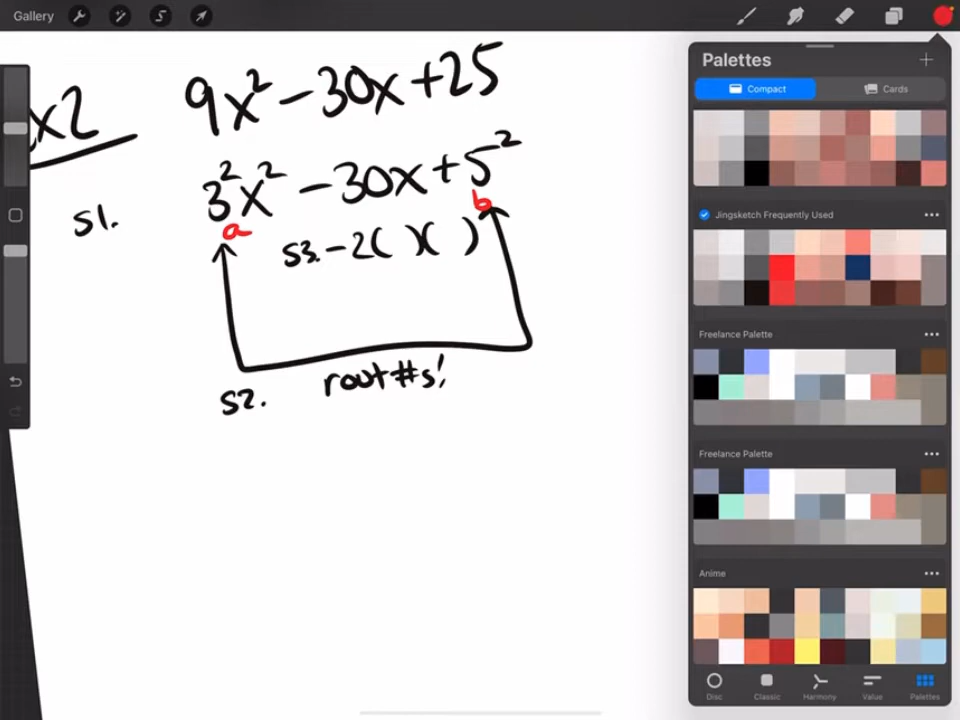 Gallery
Palettes
Compact
Cards
x2
9x² - 30x + 25
3²x² - 30x + 5²
s1.
a
b
s3. -2( )( )
root #s!
s2.
Jingsketch Frequently Used
Freelance Palette
Freelance Palette
Anime
Disc
Classic
Harmony
Value
Palettes